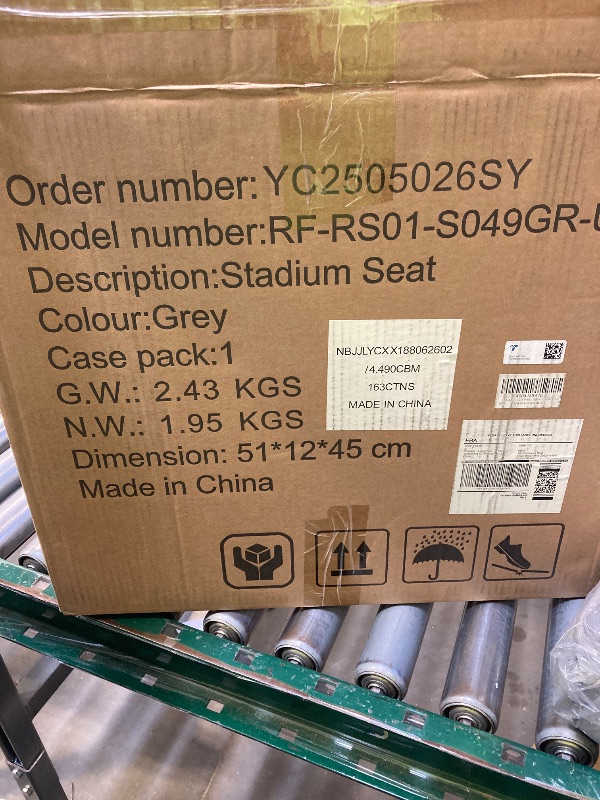 Order number: YC2505026SY
Model number:RF-RS01-S049GR-
Description:Stadium Seat
Colour:Grey
Case pack:1
G.W.: 2.43 KGS
N.W.: 1.95 KGS
Dimension: 51*12*45 cm
Made in China
NBJJLYCXX188062602
/4.490CBM
163CTNS
MADE IN CHINA
FBA